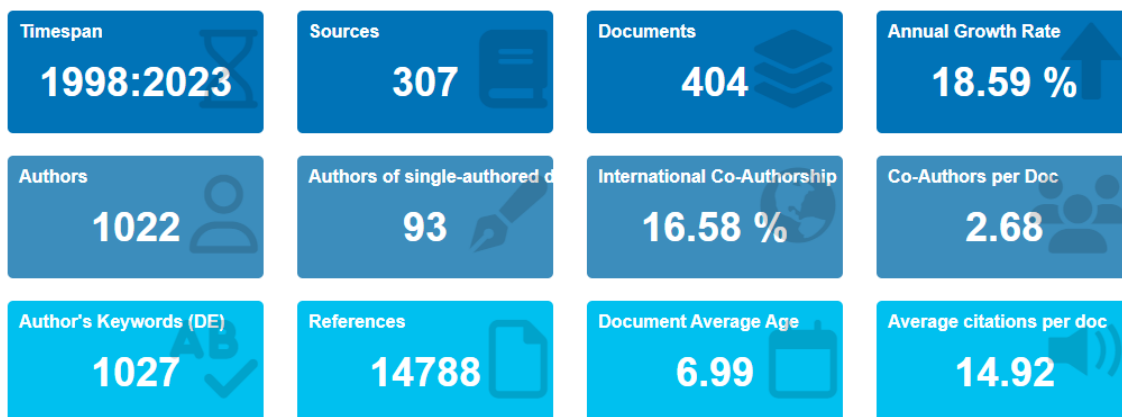 Timespan
1998:2023
Sources
307
Documents
404
Annual Growth Rate
18.59 %
Authors
1022
Authors of single-authored d
93
International Co-Authorship
16.58 %
Co-Authors per Doc
2.68
Author's Keywords (DE)
AB
1027
References
14788
Document Average Age
6.99
Average citations per doc
14.92